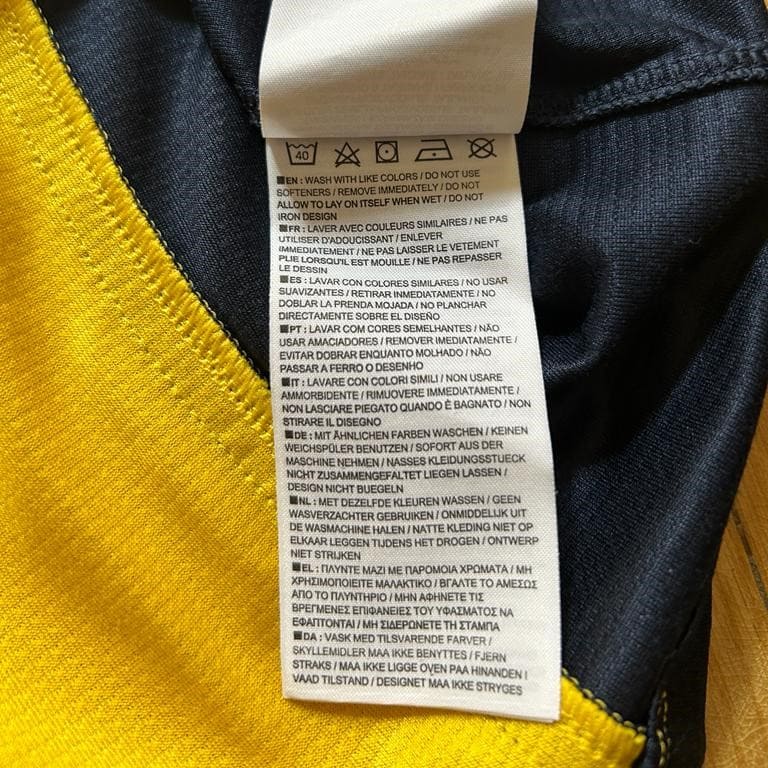 40
■EN : WASH WITH LIKE COLORS / DO NOT USE
SOFTENERS / REMOVE IMMEDIATELY / DO NOT
ALLOW TO LAY ON ITSELF WHEN WET / DO NOT
IRON DESIGN
■FR : LAVER AVEC COULEURS SIMILAIRES / NE PAS
UTILISER D'ADOUCISSANT / ENLEVER
IMMEDIATEMENT / NE PAS LAISSER LE VETEMENT
PLIE LORSQU'IL EST MOUILLE / NE PAS REPASSER
LE DESSIN
■ES : LAVAR CON COLORES SIMILARES / NO USAR
SUAVIZANTES / RETIRAR INMEDIATAMENTE / NO
DOBLAR LA PRENDA MOJADA / NO PLANCHAR
DIRECTAMENTE SOBRE EL DISEÑO
■PT : LAVAR COM CORES SEMELHANTES / NÃO
USAR AMACIADORES / REMOVER IMEDIATAMENTE /
EVITAR DOBRAR ENQUANTO MOLHADO / NÃO
PASSAR A FERRO O DESENHO
■IT : LAVARE CON COLORI SIMILI / NON USARE
AMMORBIDENTE / RIMUOVERE IMMEDIATAMENTE /
NON LASCIARE PIEGATO QUANDO È BAGNATO / NON
STIRARE IL DISEGNO
■DE : MIT ÄHNLICHEN FARBEN WASCHEN / KEINEN
WEICHSPÜLER BENUTZEN / SOFORT AUS DER
MASCHINE NEHMEN / NASSES KLEIDUNGSSTUECK
NICHT ZUSAMMENGEFALTET LIEGEN LASSEN /
DESIGN NICHT BUEGELN
■NL : MET DEZELFDE KLEUREN WASSEN / GEEN
WASVERZACHTER GEBRUIKEN / ONMIDDELIJK UIT
DE WASMACHINE HALEN / NATTE KLEDING NIET OP
ELKAAR LEGGEN TIJDENS HET DROGEN / ONTWERP
NIET STRIJKEN
■EL : ΠΛΥΝΤΕ ΜΑΖΙ ΜΕ ΠΑΡΟΜΟΙΑ ΧΡΩΜΑΤΑ / ΜΗ
ΧΡΗΣΙΜΟΠΟΙΕΙΤΕ ΜΑΛΑΚΤΙΚΟ / ΒΓΑΛΤΕ ΤΟ ΑΜΕΣΩΣ
ΑΠΟ ΤΟ ΠΛΥΝΤΗΡΙΟ / ΜΗΝ ΑΦΗΝΕΤΕ ΤΙΣ
ΒΡΕΓΜΕΝΕΣ ΕΠΙΦΑΝΕΙΕΣ ΤΟΥ ΥΦΑΣΜΑΤΟΣ ΝΑ
ΕΦΑΠΤΟΝΤΑΙ / ΜΗ ΣΙΔΕΡΩΝΕΤΕ ΤΗ ΣΤΑΜΠΑ
■DA : VASK MED TILSVARENDE FARVER /
SKYLLEMIDLER MAA IKKE BENYTTES / FJERN
STRAKS / MAA IKKE LIGGE OVEN PAA HINANDEN I
VAAD TILSTAND / DESIGNET MAA IKKE STRYGES